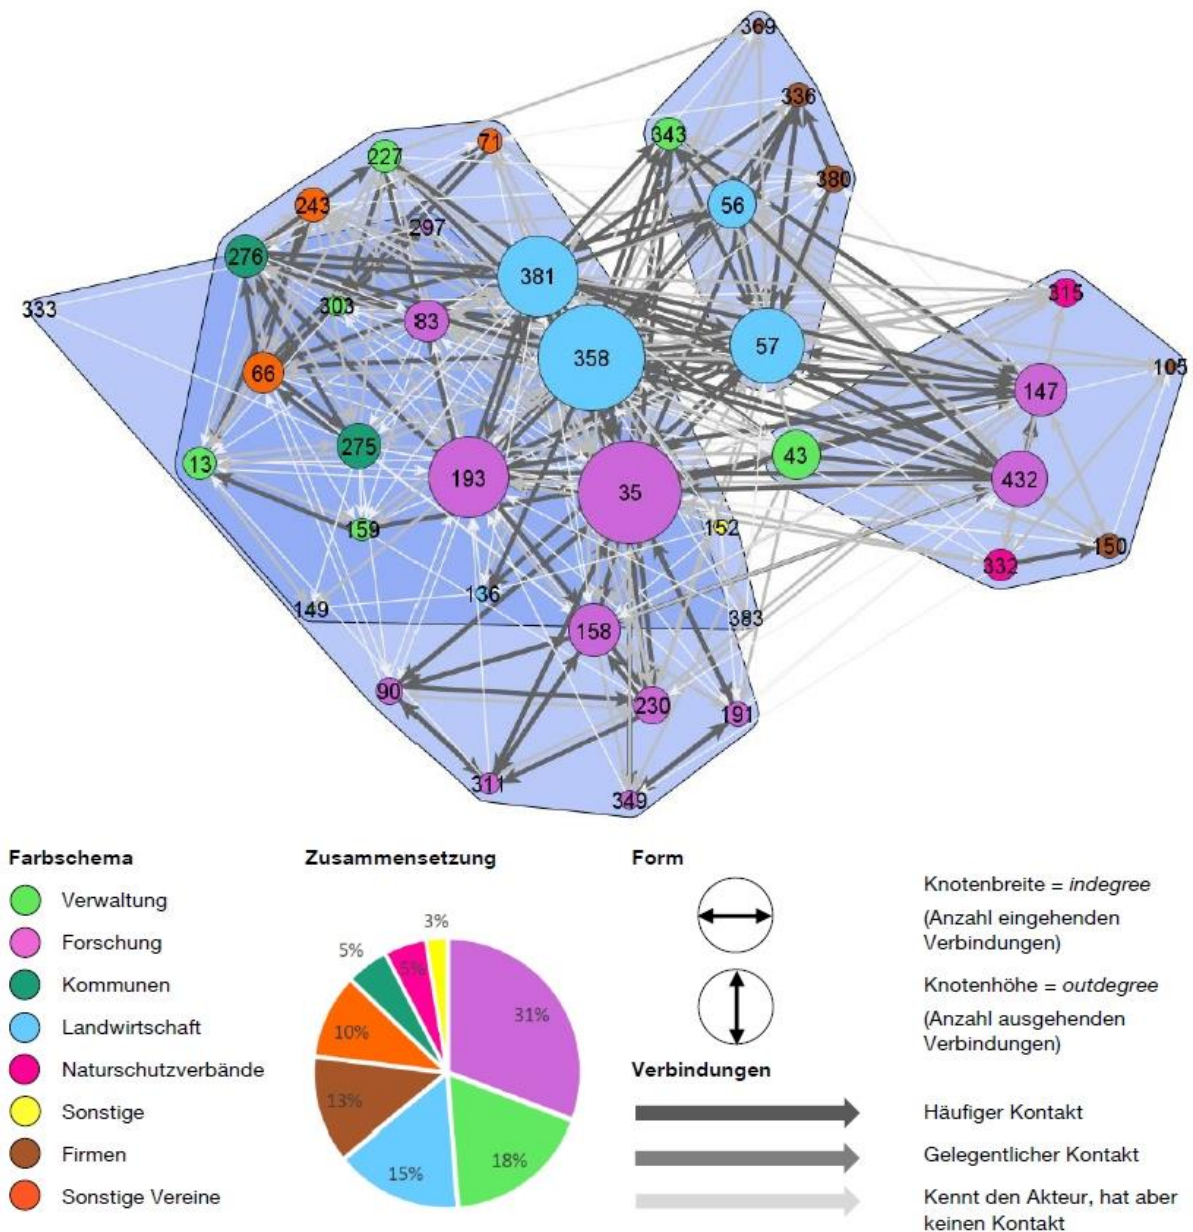 369
336
343
380
71
227
56
243
297
276
381
315
333
303
83
57
358
105
66
147
275
43
13
193
432
35
152
159
150
332
136
149
383
158
90
230
191
311
349
Farbschema
Verwaltung
Forschung
Kommunen
Landwirtschaft
Naturschutzverbände
Sonstige
Firmen
Sonstige Vereine
Zusammensetzung
3%
5%
5%
10%
31%
13%
15%
18%
Form
Knotenbreite = indegree
(Anzahl eingehenden
Verbindungen)
Knotenhöhe = outdegree
(Anzahl ausgehenden
Verbindungen)
Verbindungen
Häufiger Kontakt
Gelegentlicher Kontakt
Kennt den Akteur, hat aber
keinen Kontakt